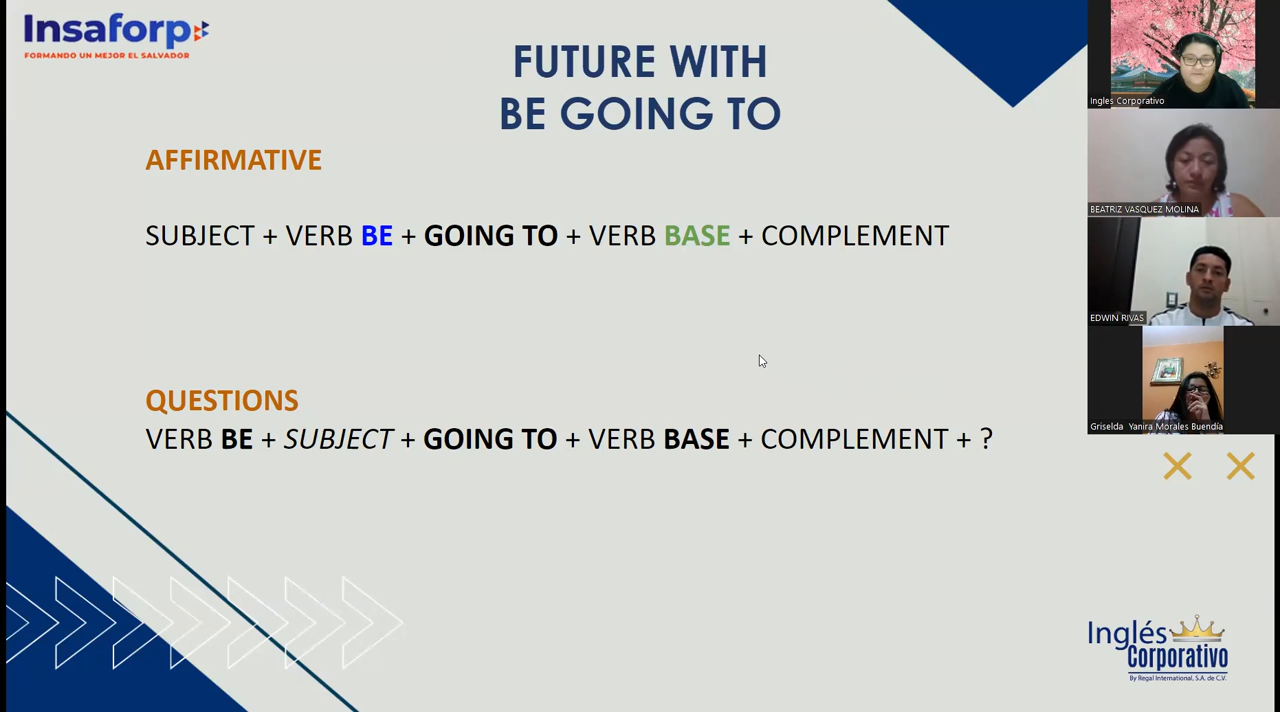 Insaforp
FORMANDO UN MEJOR EL SALVADOR
FUTURE WITH
BE GOING TO
AFFIRMATIVE
SUBJECT + VERB BE + GOING TO + VERB BASE + COMPLEMENT
QUESTIONS
VERB BE + SUBJECT + GOING TO + VERB BASE + COMPLEMENT + ?
Ingles Corporativo
BEATRIZ VASQUEZ MOLINA
EDWIN RIVAS
Griselda Yanira Morales Buendía
Inglés
Corporativo
By Regal International, S.A. de C.V.